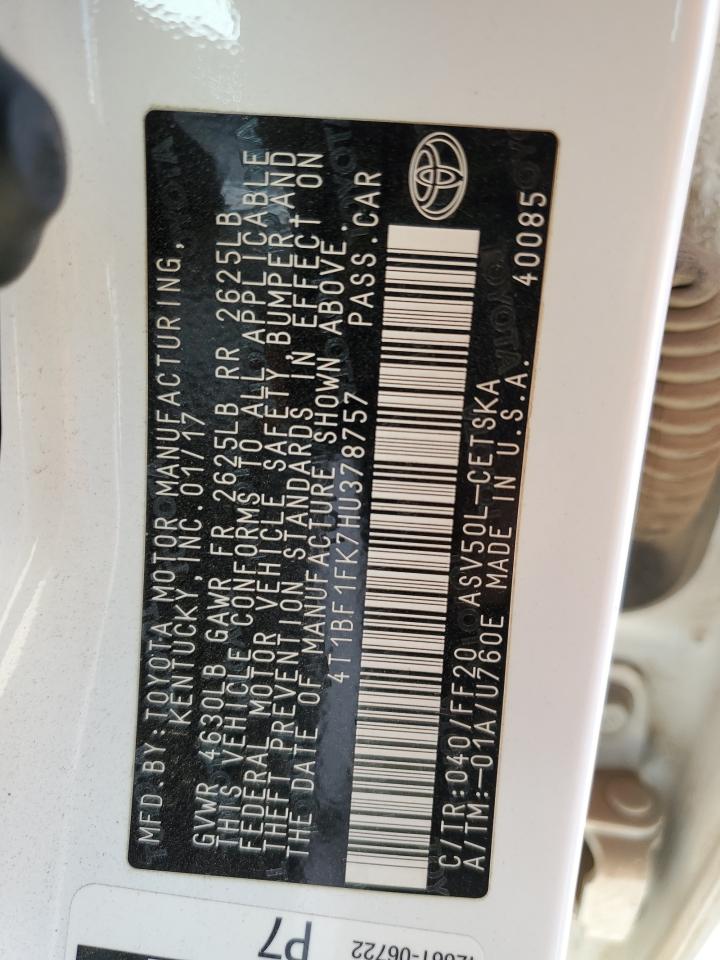 MFD.BY:TOYOTA MOTOR MANUFACTURING,
KENTUCKY, INC.01/17
GVWR 4630LB GAWR FR 2625LB RR 2625LB
THIS VEHICLE CONFORMS TO ALL APPLICABLE
FEDERAL MOTOR VEHICLE SAFETY,BUMPER AND
THEFT PREVENTION STANDARDS IN EFFECT ON
THE DATE OF MANUFACTURE SHOWN ABOVE.
4T1BF1FK7HU378757 PASS.CAR
C/TR:040/FF20 ASV50L-CETSKA
A/TM:-01A/U760E MADE IN U.S.A.
40085
P7